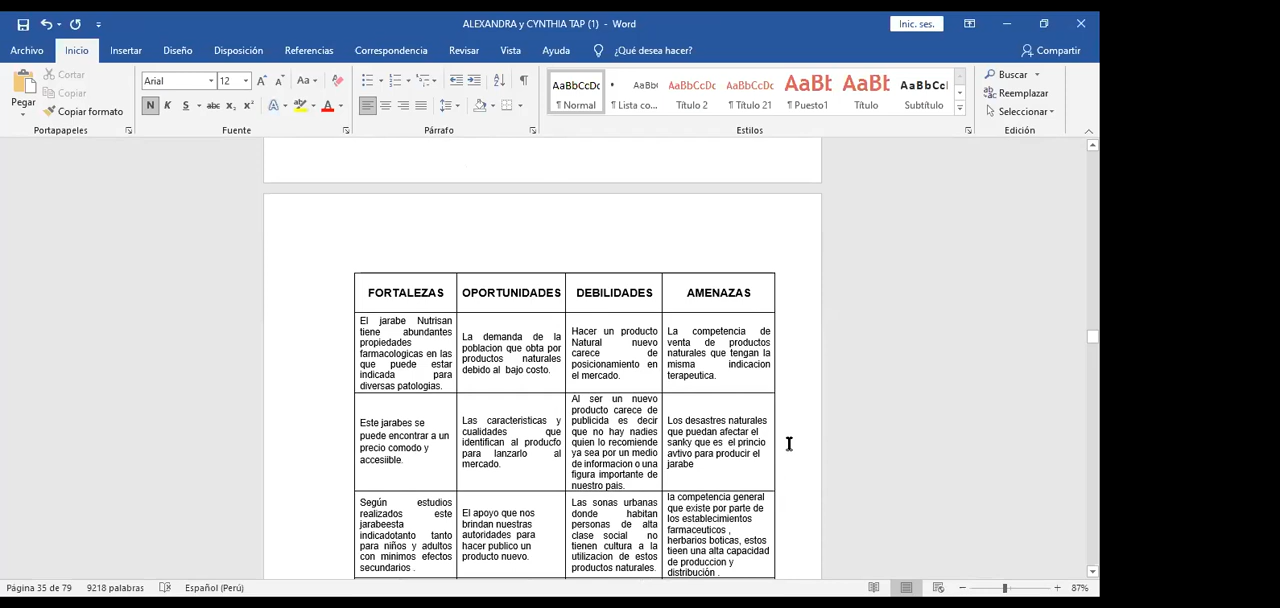 ALEXANDRA y CYNTHIA TAP (1) - Word
Inic. ses.
Archivo Inicio Insertar Diseño Disposición Referencias Correspondencia Revisar Vista Ayuda ¿Qué desea hacer? Compartir
Pegar
Cortar
Copiar
Copiar formato
Portapapeles
Arial 12
N K S abc x₂ x²
Fuente
Párrafo
AaBbCcDc AaBbC AaBbCcDc AaBbCcDc AaBb AaBb AaBbCcD
¶ Normal ¶ Lista co... Título 2 ¶ Título 21 ¶ Puesto1 Título Subtítulo
Estilos
Buscar
Reemplazar
Seleccionar
Edición
FORTALEZAS OPORTUNIDADES DEBILIDADES AMENAZAS
El jarabe Nutrisan
tiene abundantes
propiedades
farmacologicas en las
que puede estar
indicada para
diversas patologias.
La demanda de la
poblacion que obta por
productos naturales
debido al bajo costo.
Hacer un producto
Natural nuevo
carece de
posicionamiento en
el mercado.
La competencia de
venta de productos
naturales que tengan la
misma indicacion
terapeutica.
Este jarabes se
puede encontrar a un
precio comodo y
accesiible.
Las caracteristicas y
cualidades que
identifican al producfo
para lanzarlo al
mercado.
Al ser un nuevo
producto carece de
publicida es decir
que no hay nadies
quien lo recomiende
ya sea por un medio
de informacion o una
figura importante de
nuestro pais.
Los desastres naturales
que puedan afectar el
sanky que es el princio
avtivo para producir el
jarabe
Según estudios
realizados este
jarabeesta
indicadotanto tanto
para niños y adultos
con minimos efectos
secundarios .
El apoyo que nos
brindan nuestras
autoridades para
hacer publico un
producto nuevo.
Las sonas urbanas
donde habitan
personas de alta
clase social no
tienen cultura a la
utilizacion de estos
productos naturales.
la competencia general
que existe por parte de
los establecimientos
farmaceuticos ,
herbarios boticas, estos
tieen una alta capacidad
de produccion y
distribución .
Página 35 de 79 9218 palabras Español (Perú) 87%